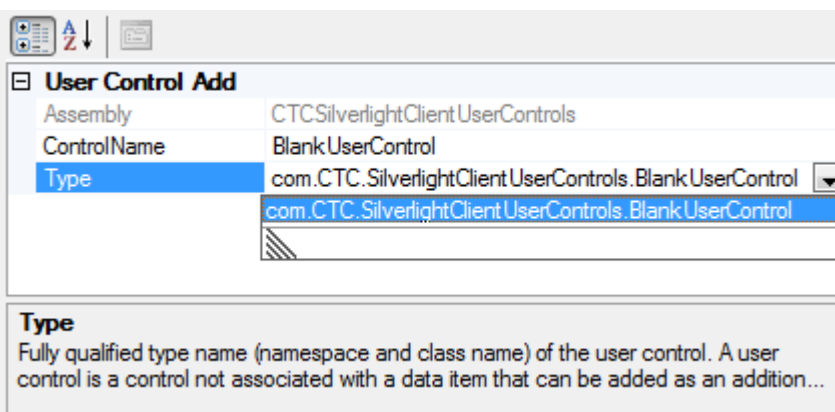 User Control Add
Assembly CTCSilverlightClientUserControls
ControlName BlankUserControl
Type com.CTC.SilverlightClientUserControls.BlankUserControl
com.CTC.SilverlightClientUserControls.BlankUserControl
Type
Fully qualified type name (namespace and class name) of the user control. A user
control is a control not associated with a data item that can be added as an addition...